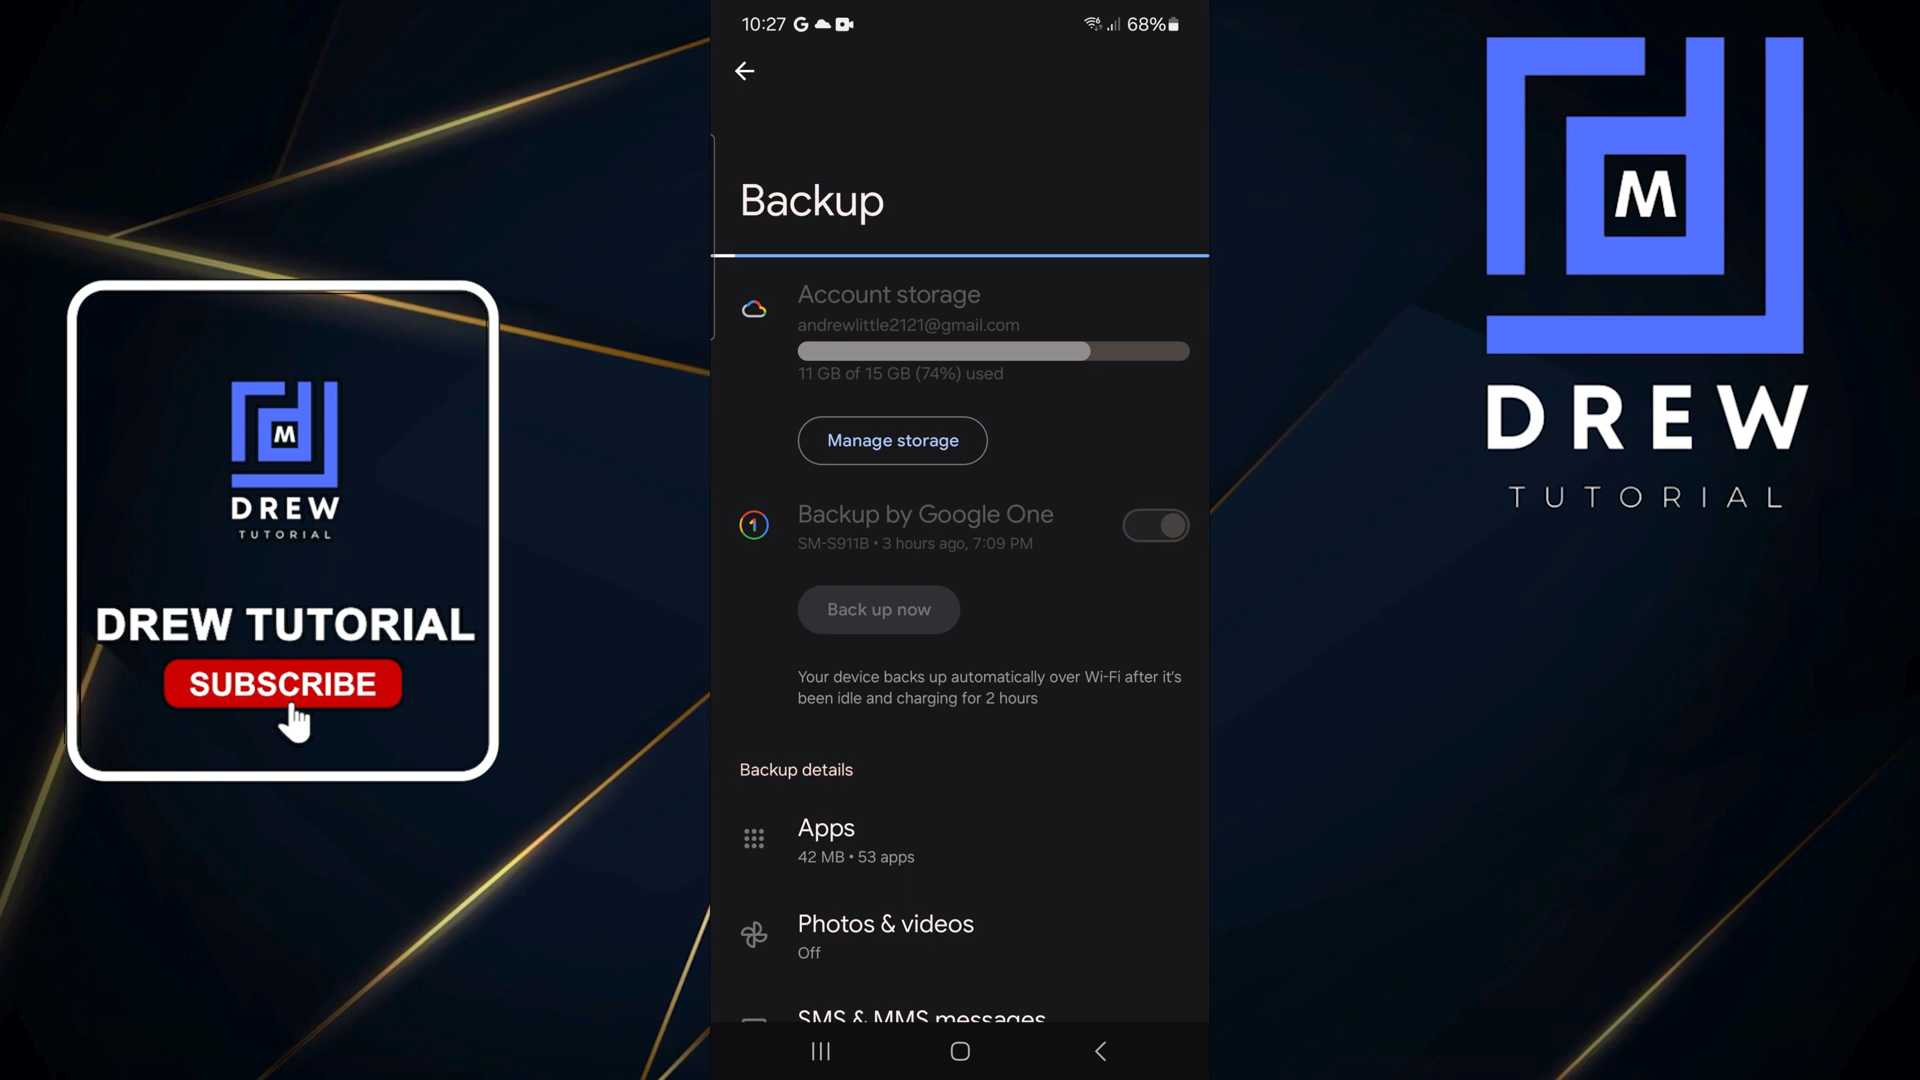 10:27
68%
Backup
Account storage
andrewlittle2121@gmail.com
11 GB of 15 GB (74%) used
Manage storage
Backup by Google One
SM-S911B • 3 hours ago, 7:09 PM
Back up now
Your device backs up automatically over Wi-Fi after it's
been idle and charging for 2 hours
Backup details
Apps
42 MB • 53 apps
Photos & videos
Off
SMS & MMS messages
M
DREW
TUTORIAL
DREW TUTORIAL
SUBSCRIBE
M
DREW
TUTORIAL